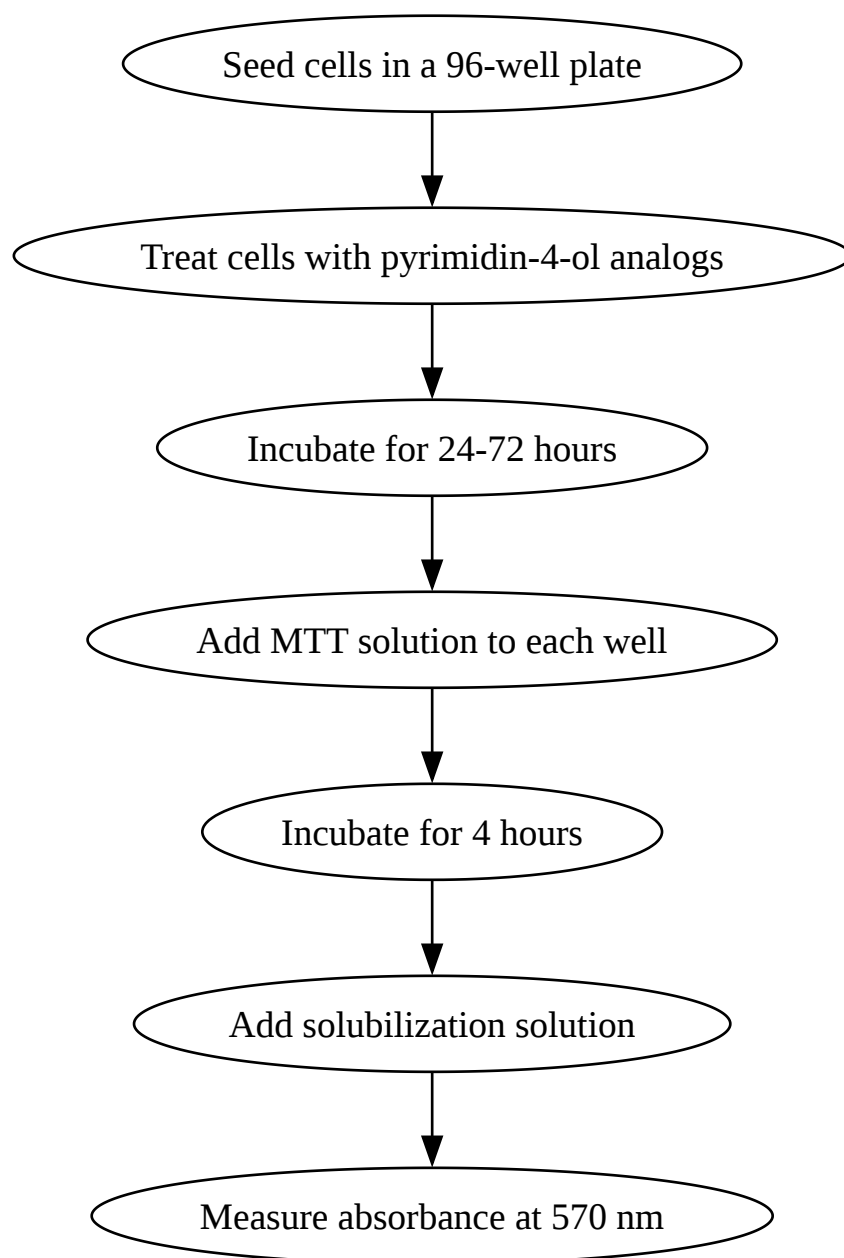 Seed cells in a 96-well plate
Treat cells with pyrimidin-4-ol analogs
Incubate for 24-72 hours
Add MTT solution to each well
Incubate for 4 hours
Add solubilization solution
Measure absorbance at 570 nm